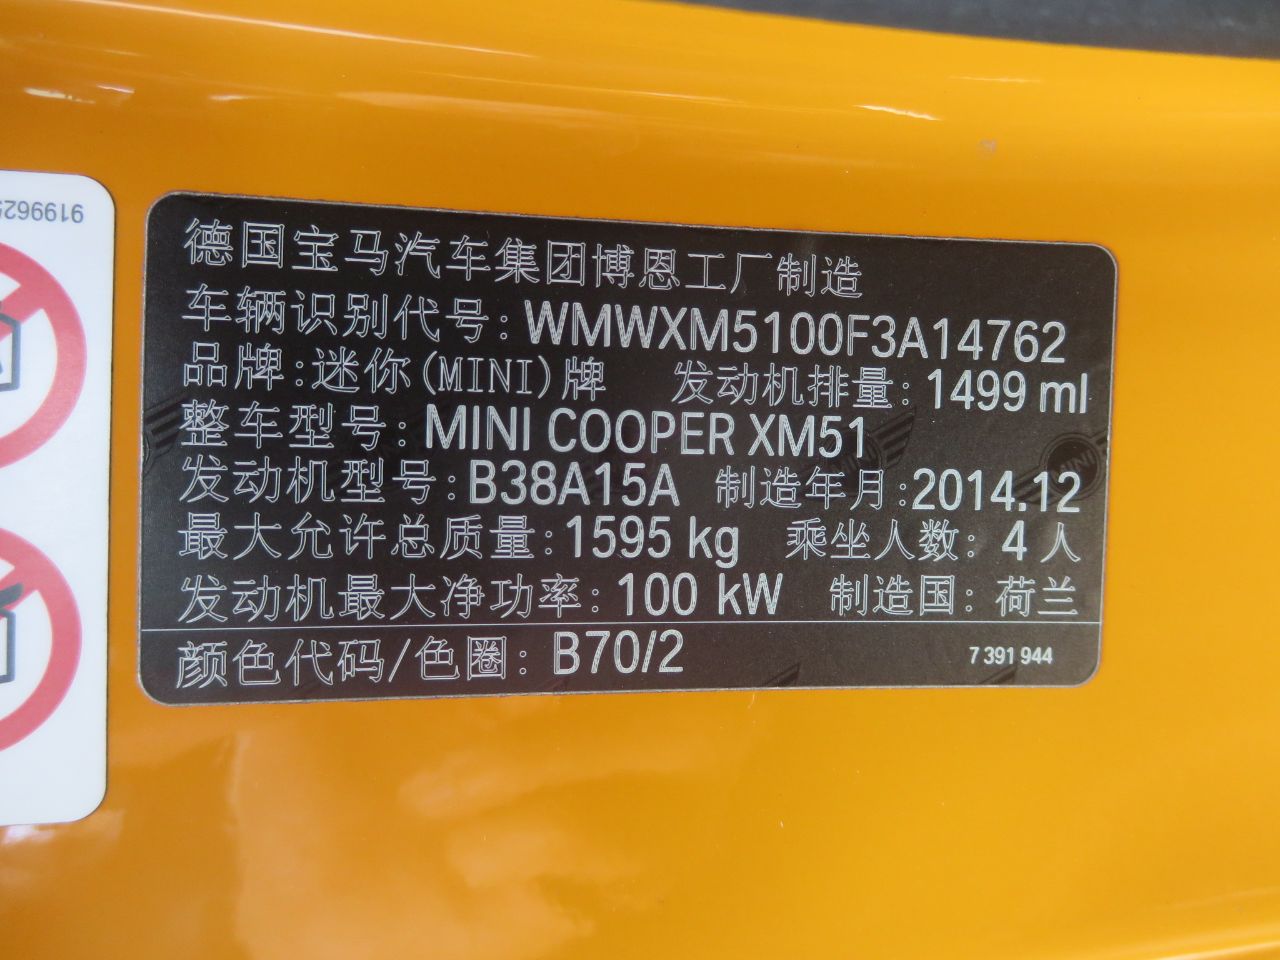 9199625
德国宝马汽车集团博恩工厂制造
车辆识别代号: WMWXM5100F3A14762
品牌:迷你(MINI)牌 发动机排量: 1499 ml
整车型号: MINI COOPER XM51
发动机型号: B38A15A 制造年月: 2014.12
最大允许总质量: 1595 kg 乘坐人数: 4 人
发动机最大净功率: 100 kW 制造国: 荷兰
颜色代码/色圈: B70/2 7 391 944
MINI